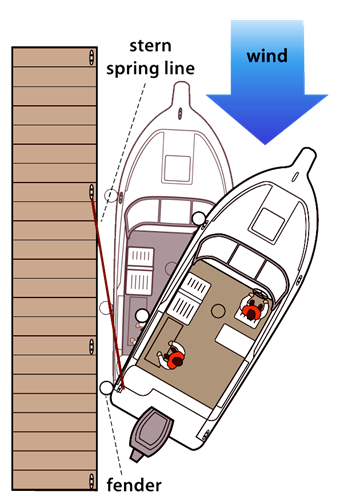 stern
spring line
wind
fender